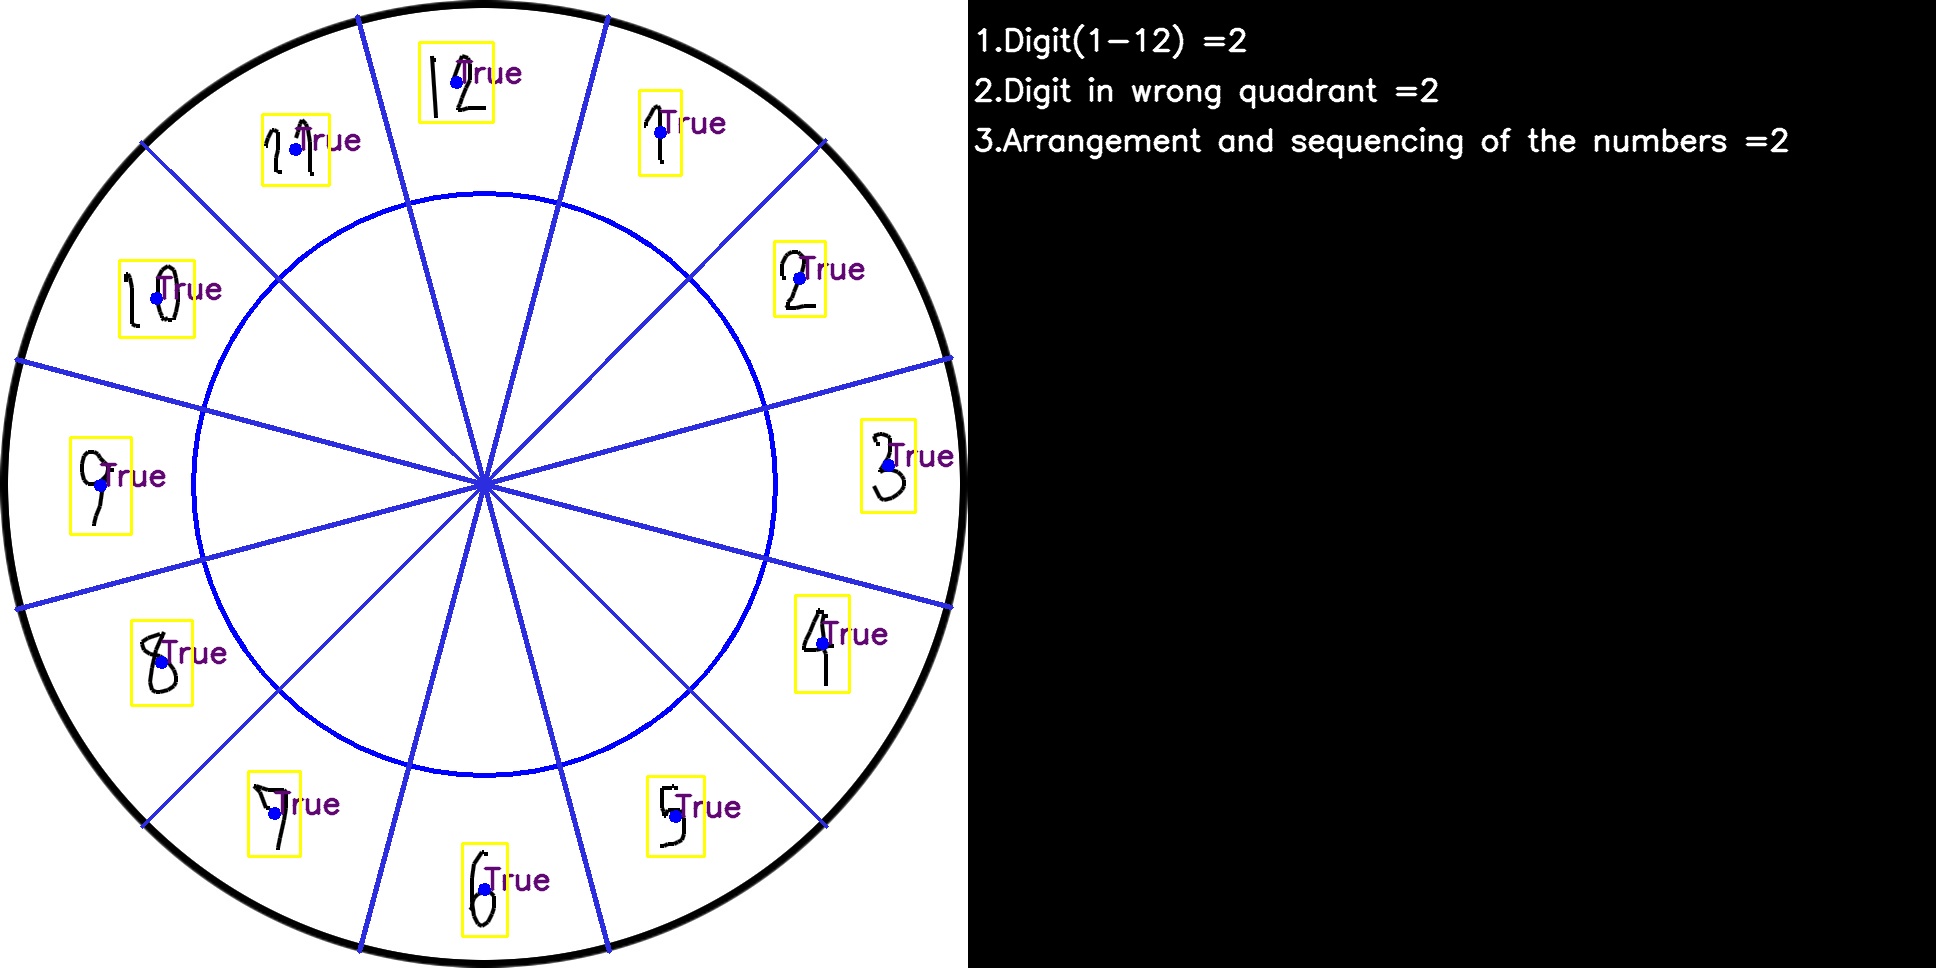 12 True
1 True
11 True
2 True
10 True
3 True
9 True
4 True
8 True
7 True
5 True
6 True
1.Digit(1-12) =2
2.Digit in wrong quadrant =2
3.Arrangement and sequencing of the numbers =2